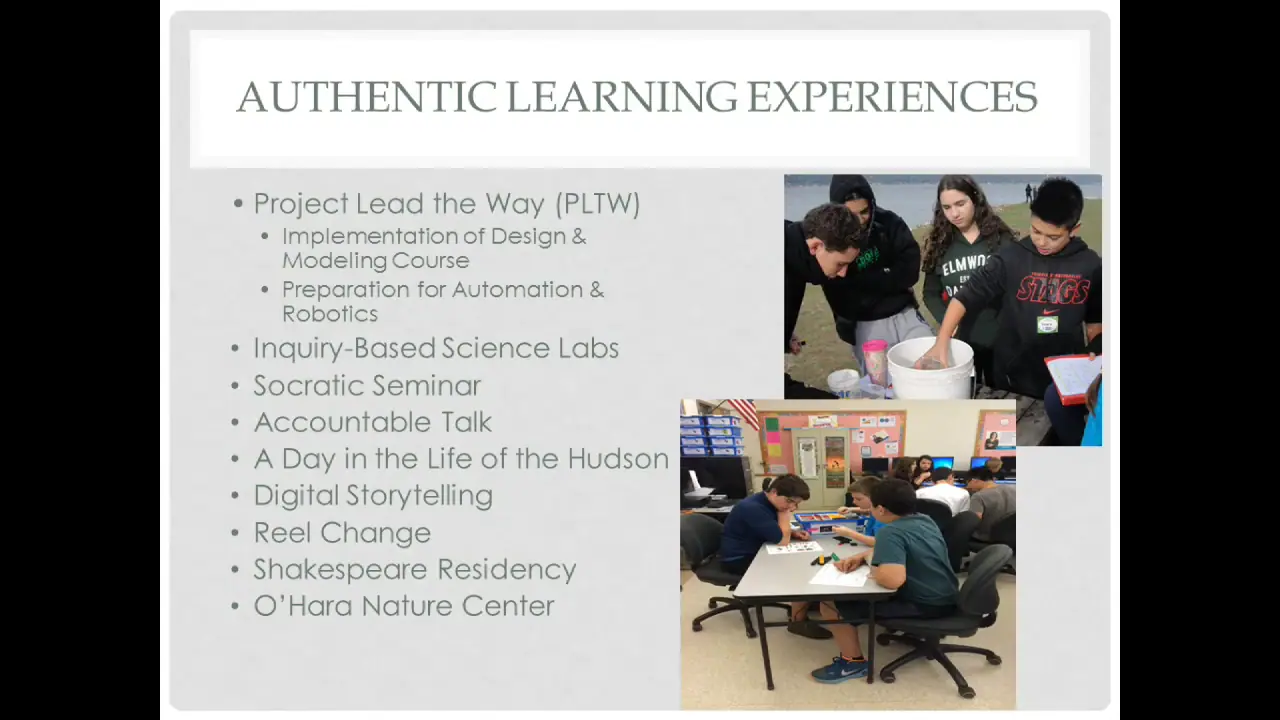 AUTHENTIC LEARNING EXPERIENCES
• Project Lead the Way (PLTW)
• Implementation of Design &
Modeling Course
• Preparation for Automation &
Robotics
• Inquiry-Based Science Labs
• Socratic Seminar
• Accountable Talk
• A Day in the Life of the Hudson
• Digital Storytelling
• Reel Change
• Shakespeare Residency
• O’Hara Nature Center
ELMWO
STAGS